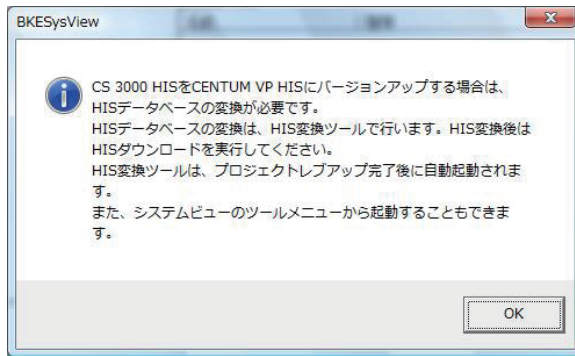 BKESysView
CS 3000 HISをCENTUM VP HISにバージョンアップする場合は、
HISデータベースの変換が必要です。
HISデータベースの変換は、HIS変換ツールで行います。HIS変換後は
HISダウンロードを実行してください。
HIS変換ツールは、プロジェクトレブアップ完了後に自動起動されま
す。
また、システムビューのツールメニューから起動することもできま
す。
OK